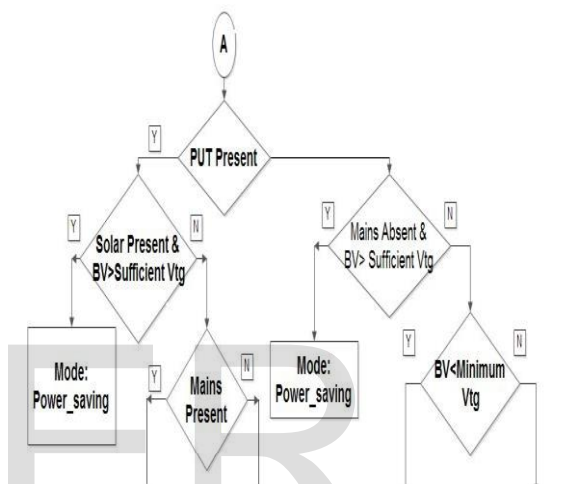 A
Y
PUT Present
Y
Solar Present &
BV>Sufficient Vtg
N
Y
Mains Absent &
BV> Sufficient Vtg
N
Mode:
Power_saving
Y
Mains
Present
N
Mode:
Power_saving
Y
BV<Minimum
Vtg
N
ER